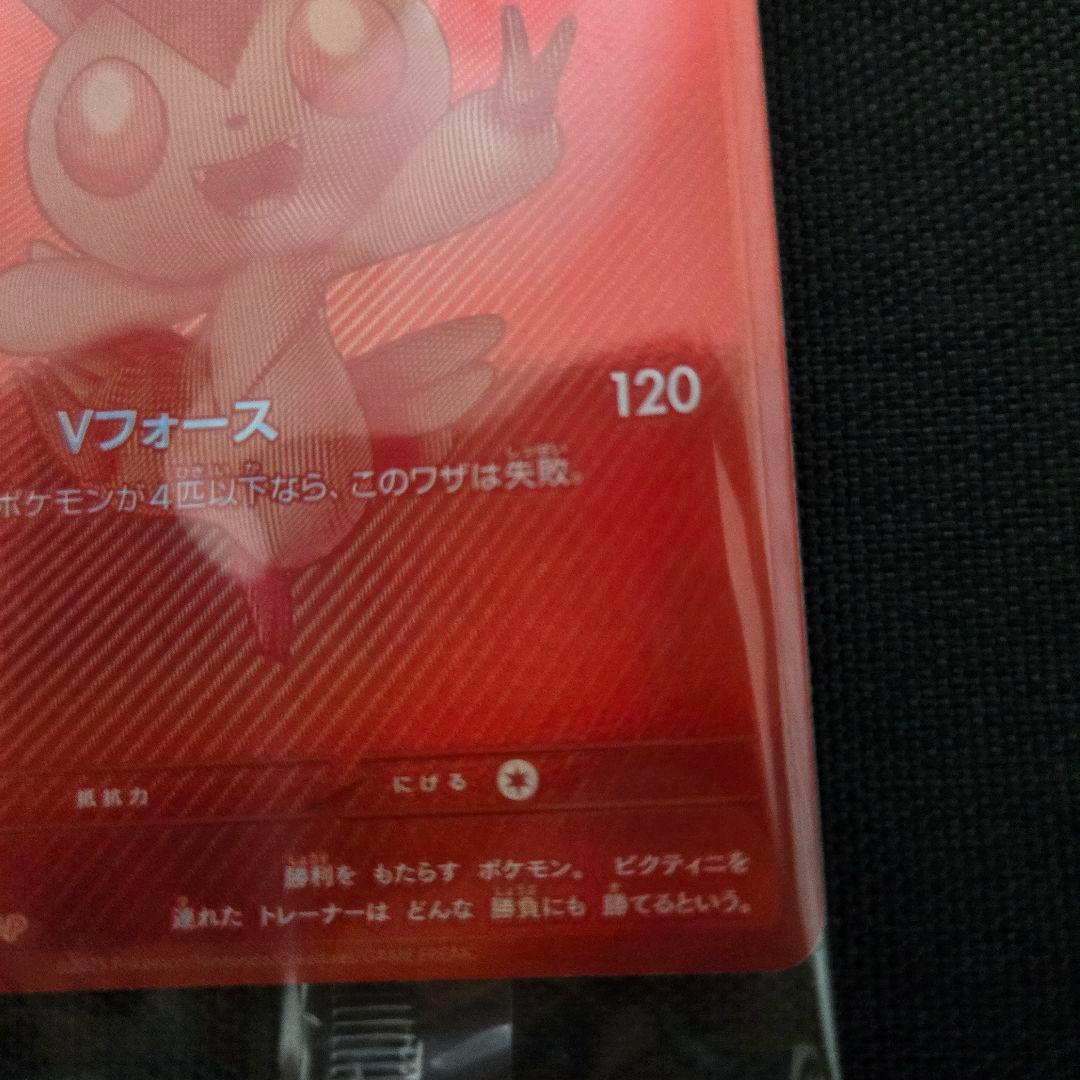 Vフォース 120
ポケモンが4匹以下なら、このワザは失敗。
抵抗力 にげる
勝利を もたらす ポケモン。 ビクティニを
連れた トレーナーは どんな 勝負にも 勝てるという。